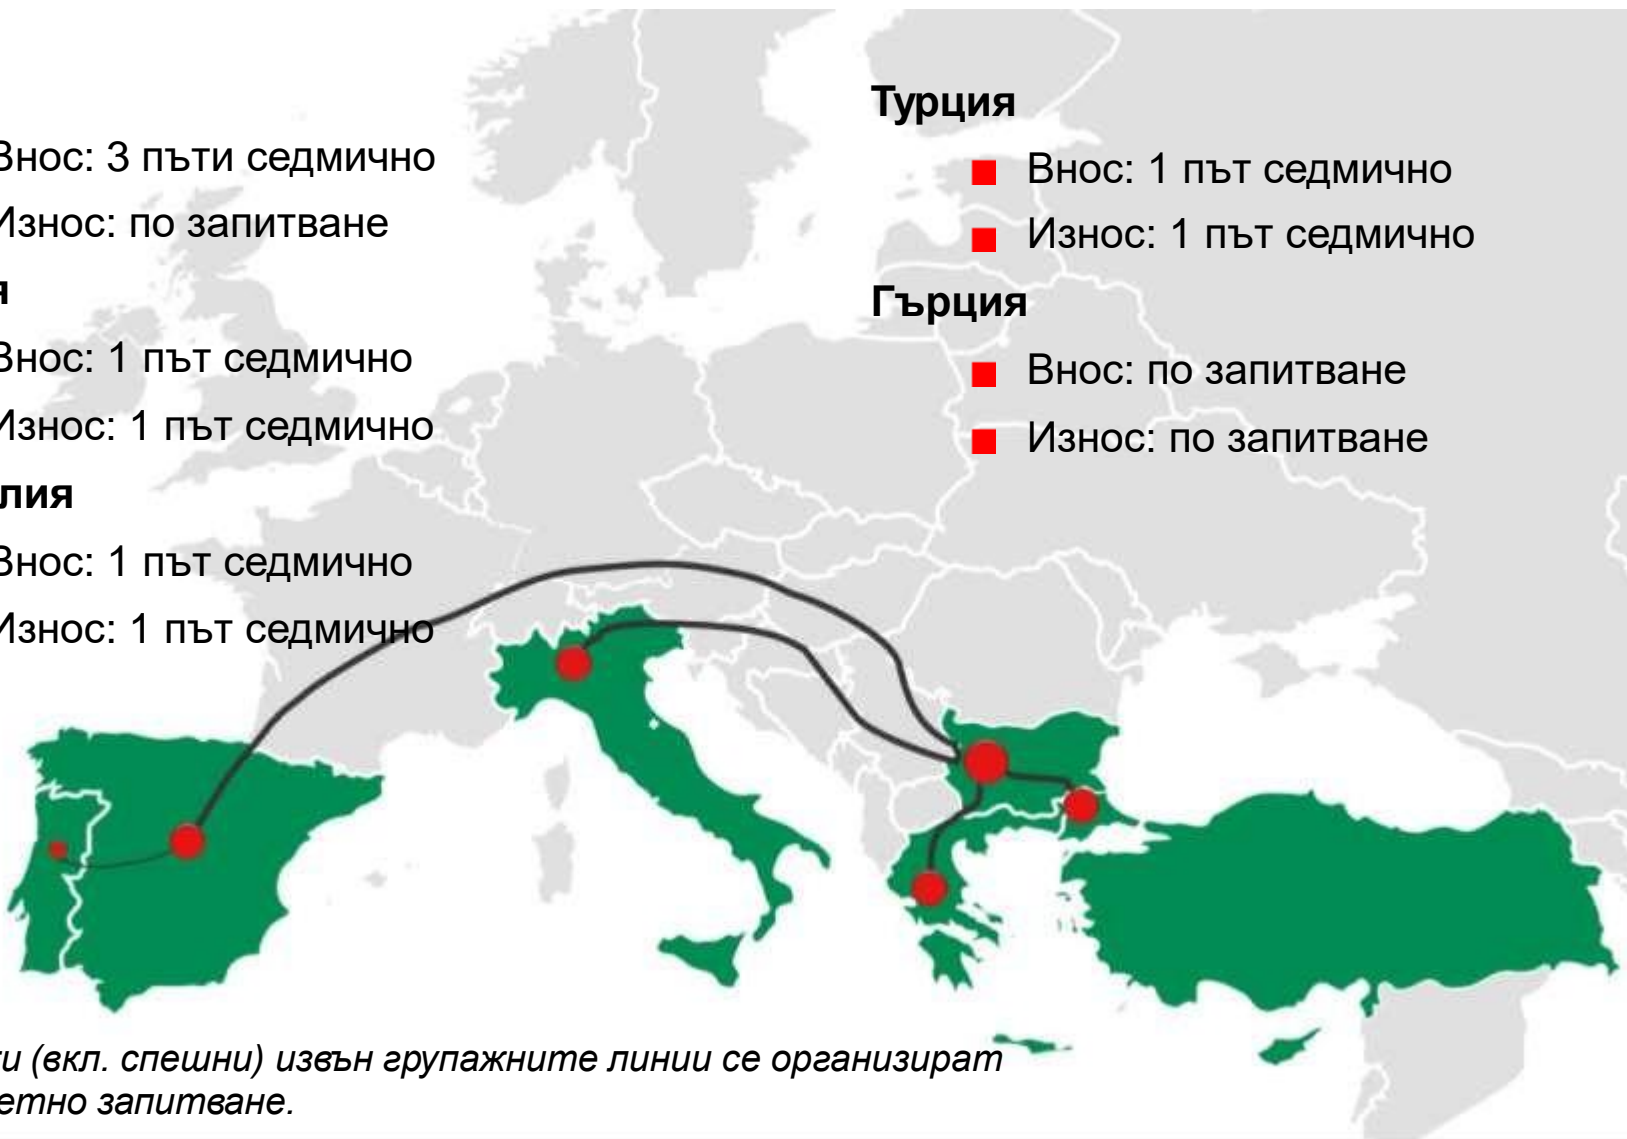 Внос: 3 пъти седмично
Износ: по запитване
я
Внос: 1 път седмично
Износ: 1 път седмично
лия
Внос: 1 път седмично
Износ: 1 път седмично
Турция
Внос: 1 път седмично
Износ: 1 път седмично
Гърция
Внос: по запитване
Износ: по запитване
ти (вкл. спешни) извън групажните линии се организират
етно запитване.